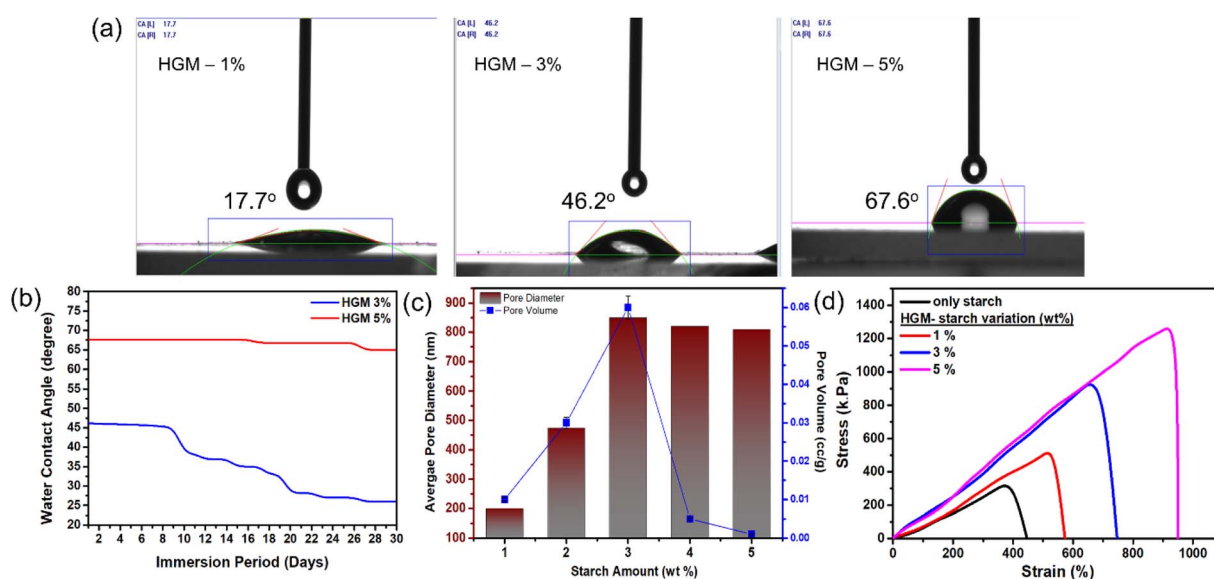 (a)
CA [L] 17.7
CA [R] 17.7
HGM – 1%
17.7°
CA [L] 46.2
CA [R] 46.2
HGM – 3%
46.2°
CA [L] 67.6
CA [R] 67.6
HGM – 5%
67.6°
(b)
Water Contact Angle (degree)
80
75
70
65
60
55
50
45
40
35
30
25
20
HGM 3%
HGM 5%
2 4 6 8 10 12 14 16 18 20 22 24 26 28 30
Immersion Period (Days)
(c)
Avergae Pore Diameter (nm)
900
800
700
600
500
400
300
200
100
Pore Diameter
Pore Volume
0.06
0.05
0.04
0.03
0.02
0.01
0.00
Pore Volume (cc/g)
1 2 3 4 5
Starch Amount (wt %)
(d)
Stress (k.Pa)
1400
1200
1000
800
600
400
200
0
only starch
HGM- starch variation (wt%)
1 %
3 %
5 %
0 200 400 600 800 1000
Strain (%)